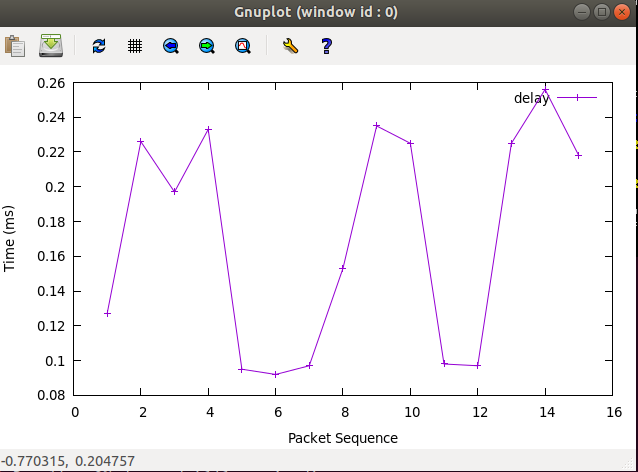 Gnuplot (window id : 0)
?
0.26
0.24
0.22
0.2
0.18
0.16
0.14
0.12
0.1
0.08
Time (ms)
delay
0 2 4 6 8 10 12 14 16
Packet Sequence
-0.770315, 0.204757